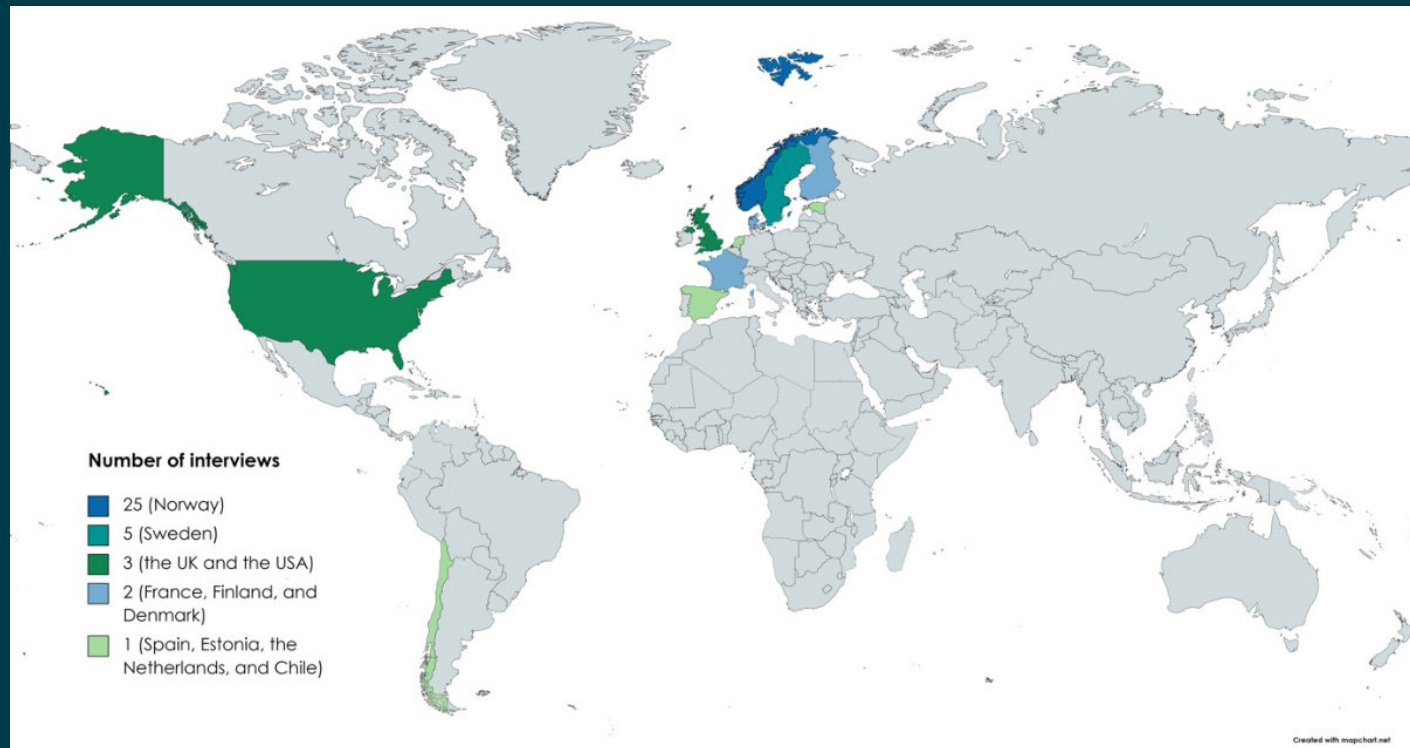 Number of interviews
25 (Norway)
5 (Sweden)
3 (the UK and the USA)
2 (France, Finland, and
Denmark)
1 (Spain, Estonia, the
Netherlands, and Chile)
Created with mapchart.net